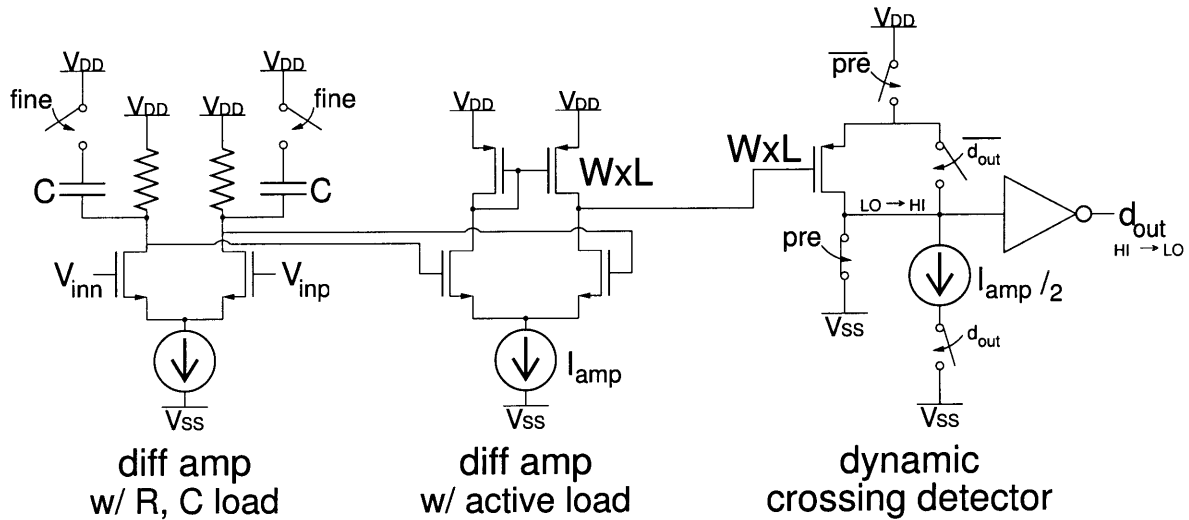 VDD
VDD
VDD
fine
fine
VDD
VDD
VDD
VDD
pre
C
C
WxL
WxL
dout
LO → HI
dout
HI → LO
pre
Vinn
Vinp
Iamp /2
VSS
dout
Iamp
VSS
VSS
VSS
diff amp
w/ R, C load
diff amp
w/ active load
dynamic
crossing detector